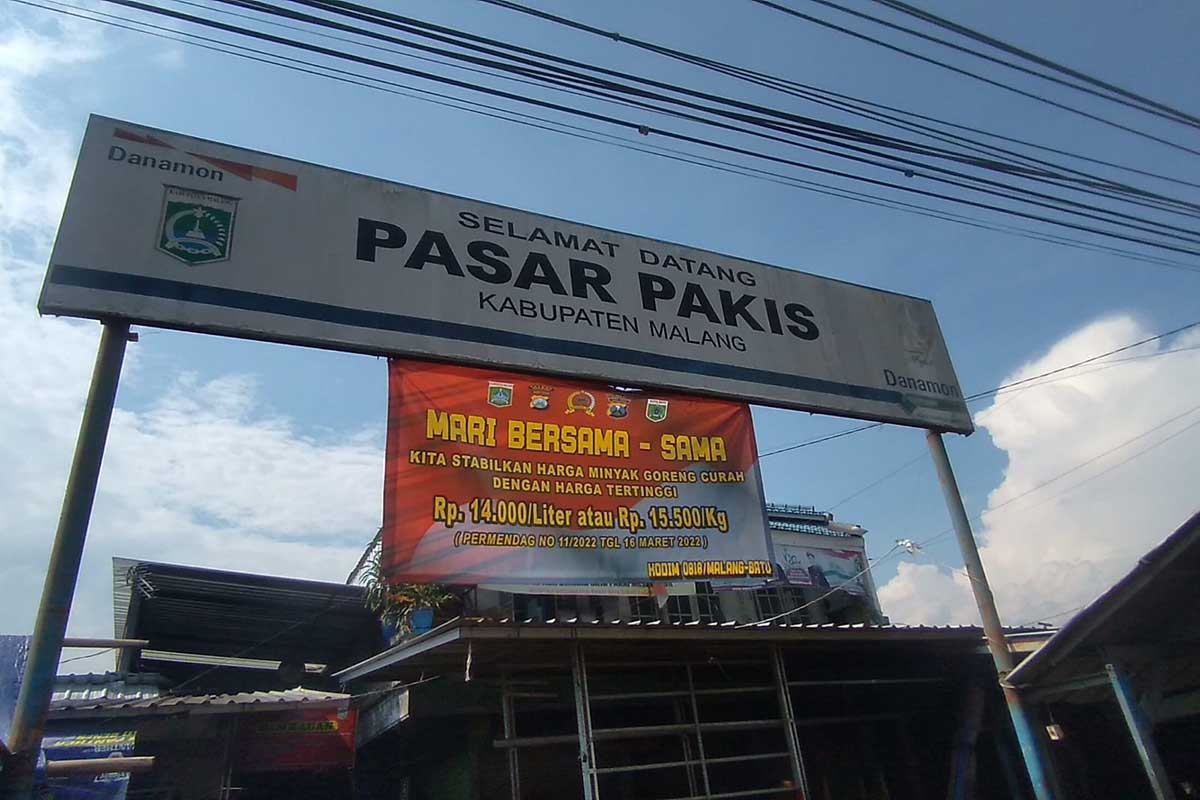 Danamon
KABUPATEN MALANG
SELAMAT DATANG
PASAR PAKIS
KABUPATEN MALANG
Danamon
MARI BERSAMA - SAMA
KITA STABILKAN HARGA MINYAK GORENG CURAH
DENGAN HARGA TERTINGGI
Rp. 14.000/Liter atau Rp. 15.500/Kg
( PERMENDAG NO 11/2022 TGL 16 MARET 2022 )
KODIM 0818/MALANG-BATU